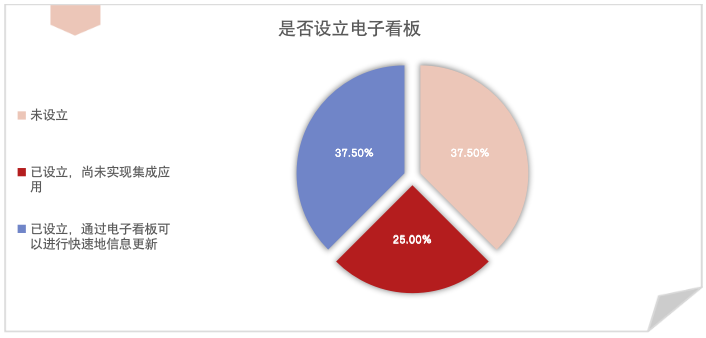 是否设立电子看板
未设立
已设立，尚未实现集成应
用
已设立，通过电子看板可
以进行快速地信息更新
37.50%
37.50%
25.00%